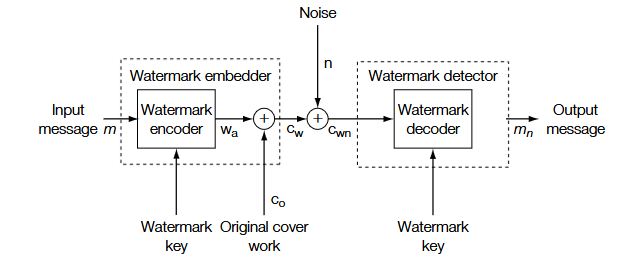 Noise
n
Watermark embedder
Watermark detector
Input
message m
Watermark
encoder
wa
+
cw
+
cwn
Watermark
decoder
mn
Output
message
co
Watermark
key
Original cover
work
Watermark
key